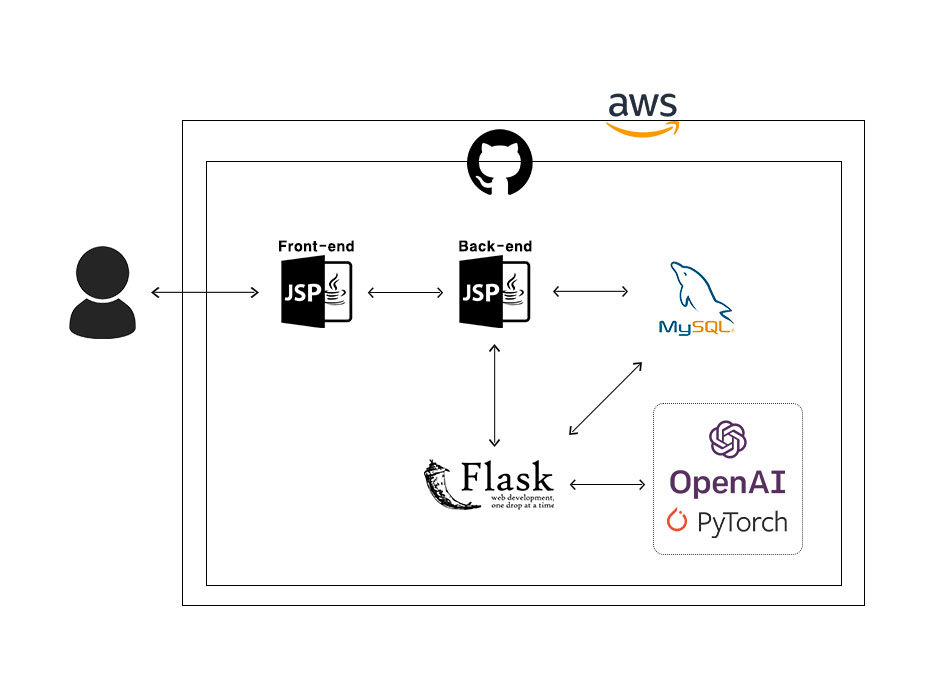 aws
Front-end
Back-end
JSP
JSP
MySQL®
Flask
web development,
one drop at a time
OpenAI
PyTorch